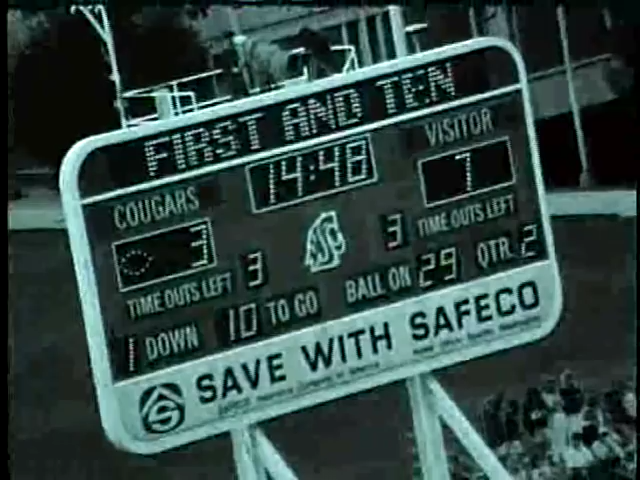 FIRST AND TEN
COUGARS 14:48 VISITOR
3 7
TIME OUTS LEFT 3 WSC 3 TIME OUTS LEFT
1 DOWN 10 TO GO BALL ON 29 QTR. 2
SAVE WITH SAFECO